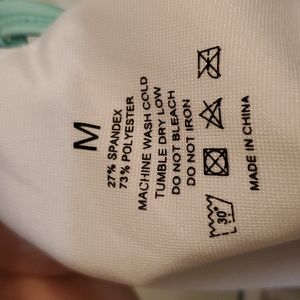 M
27% SPANDEX
73% POLYESTER
MACHINE WASH COLD
TUMBLE DRY LOW
DO NOT BLEACH
DO NOT IRON
30°
MADE IN CHINA